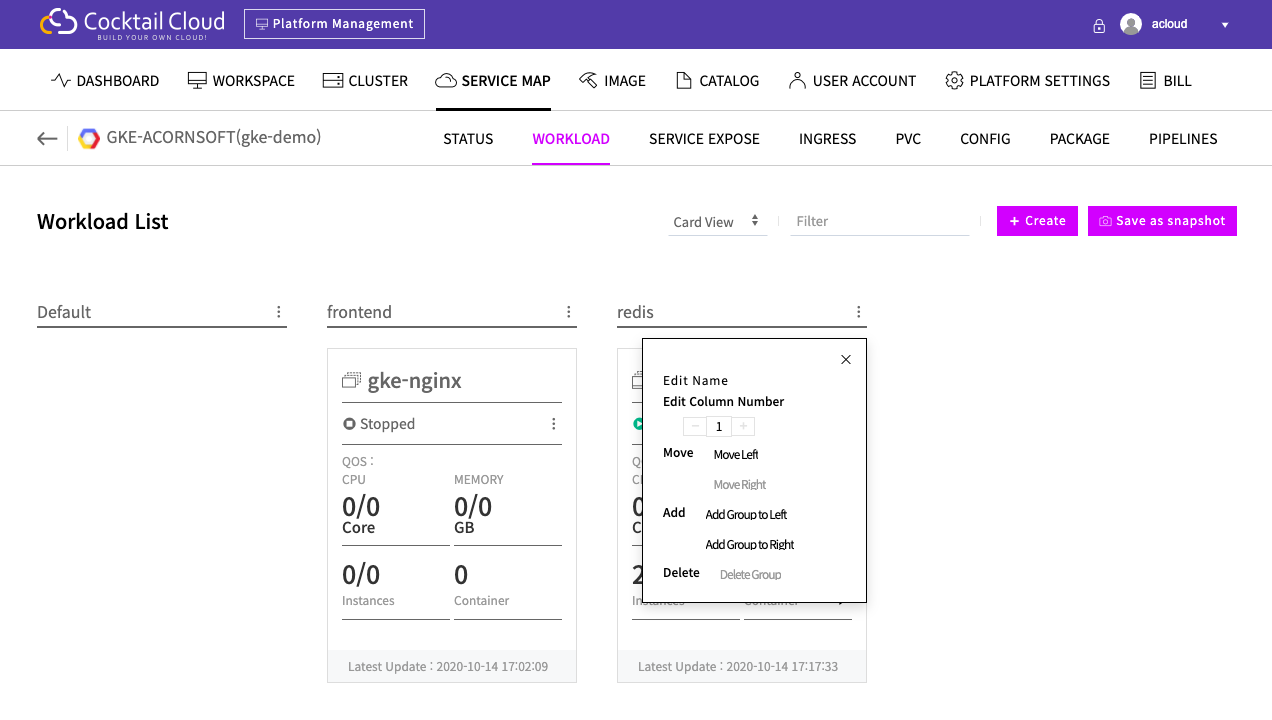 Cocktail Cloud
BUILD YOUR OWN CLOUD!
Platform Management
acloud
DASHBOARD WORKSPACE CLUSTER SERVICE MAP IMAGE CATALOG USER ACCOUNT PLATFORM SETTINGS BILL
GKE-ACORNSOFT(gke-demo) STATUS WORKLOAD SERVICE EXPOSE INGRESS PVC CONFIG PACKAGE PIPELINES
Workload List Card View Filter + Create Save as snapshot
Default frontend redis
gke-nginx
Stopped
QOS :
CPU MEMORY
0/0 0/0
Core GB
0/0 0
Instances Container
Latest Update : 2020-10-14 17:02:09
Edit Name
Edit Column Number
− 1 +
Move Move Left
Move Right
Add Add Group to Left
Add Group to Right
Delete Delete Group
Instances Container
Latest Update : 2020-10-14 17:17:33